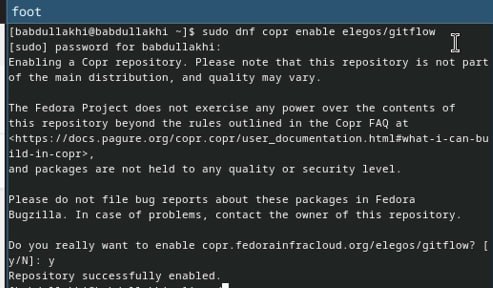 foot
[babdullakhi@babdullakhi ~]$ sudo dnf copr enable elegos/gitflow
[sudo] password for babdullakhi:
Enabling a Copr repository. Please note that this repository is not part
of the main distribution, and quality may vary.
The Fedora Project does not exercise any power over the contents of
this repository beyond the rules outlined in the Copr FAQ at
<https://docs.pagure.org/copr.copr/user_documentation.html#what-i-can-bu
ild-in-copr>,
and packages are not held to any quality or security level.
Please do not file bug reports about these packages in Fedora
Bugzilla. In case of problems, contact the owner of this repository.
Do you really want to enable copr.fedorainfracloud.org/elegos/gitflow? [
y/N]: y
Repository successfully enabled.